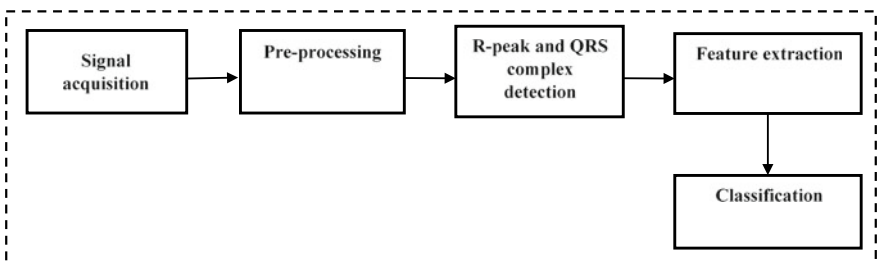 Signal
acquisition
Pre-processing
R-peak and QRS
complex
detection
Feature extraction
Classification